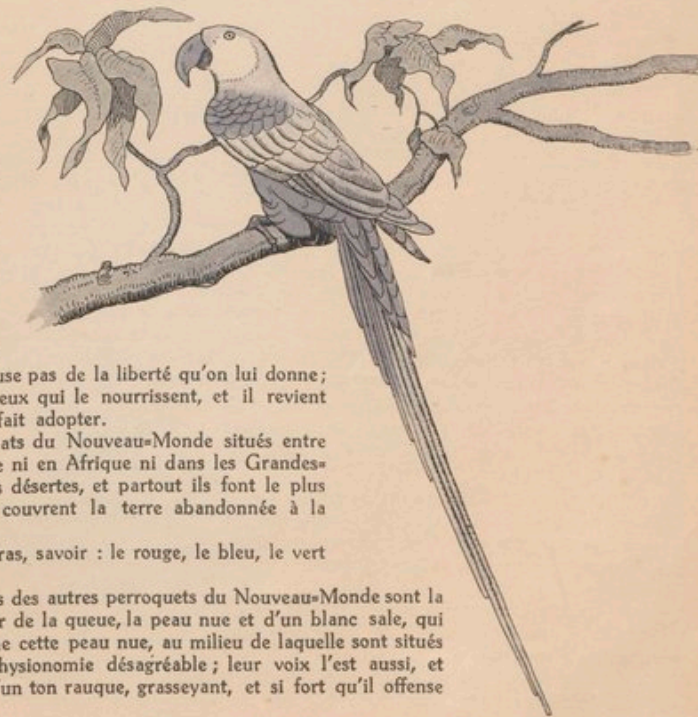 use pas de la liberté qu'on lui donne;
eux qui le nourrissent, et il revient
fait adopter.
ats du Nouveau=Monde situés entre
e ni en Afrique ni dans les Grandes=
s désertes, et partout ils font le plus
couvrent la terre abandonnée à la
ras, savoir : le rouge, le bleu, le vert
s des autres perroquets du Nouveau=Monde sont la
r de la queue, la peau nue et d'un blanc sale, qui
e cette peau nue, au milieu de laquelle sont situés
hysionomie désagréable ; leur voix l'est aussi, et
un ton rauque, grasseyant, et si fort qu'il offense